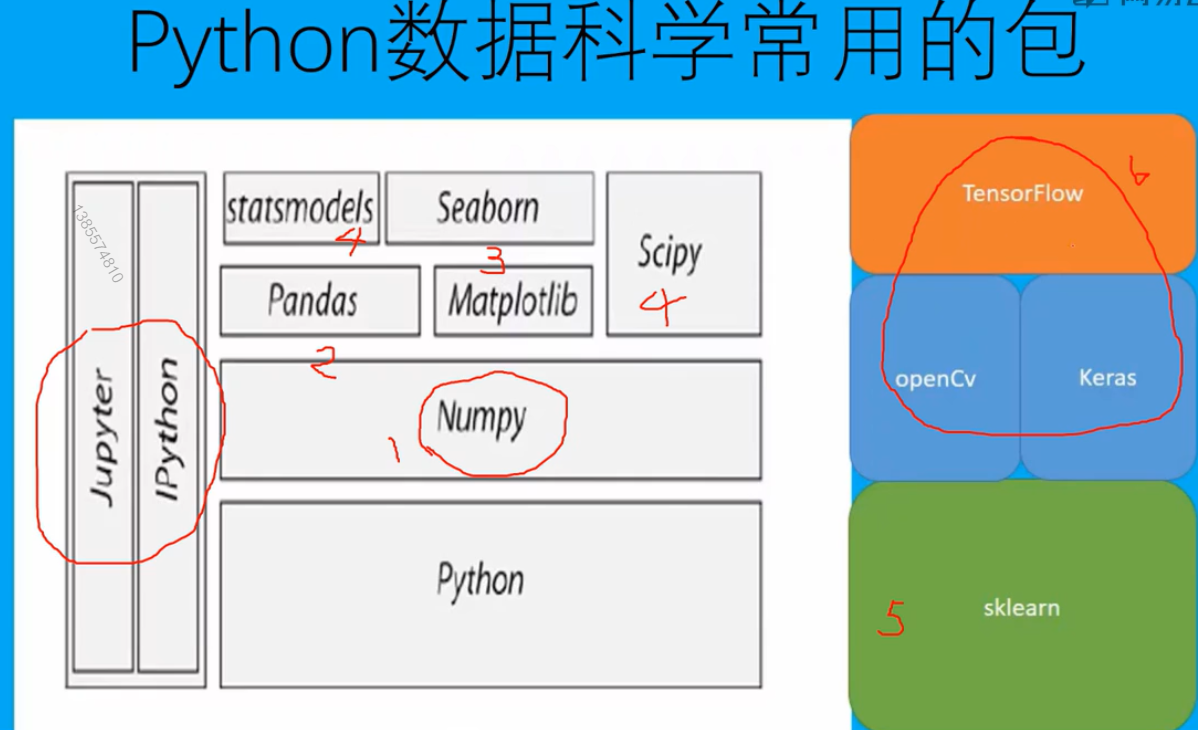 Python数据科学常用的包
1385574810
Jupyter
IPython
statsmodels
4
Seaborn
3
Scipy
4
Pandas
2
Matplotlib
Numpy
1
Python
TensorFlow
6
openCv
Keras
sklearn
5